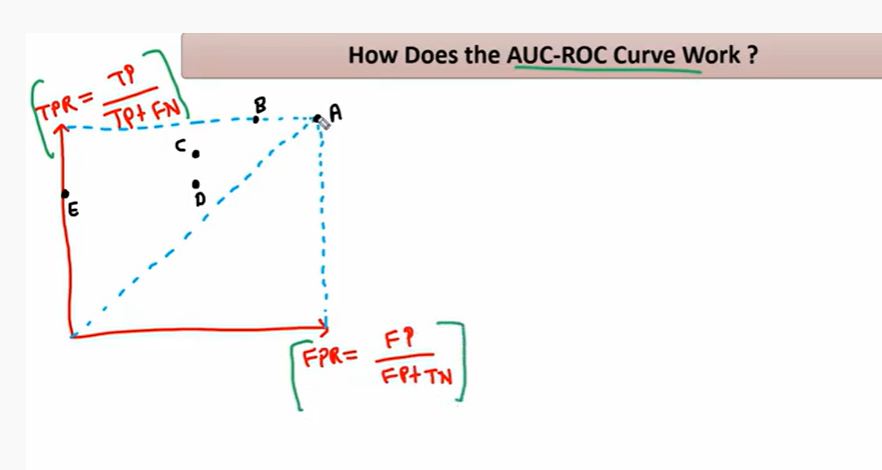 How Does the AUC-ROC Curve Work ?
TPR = TP / TP + FN
B
A
C
D
E
FPR = FP / FP + TN